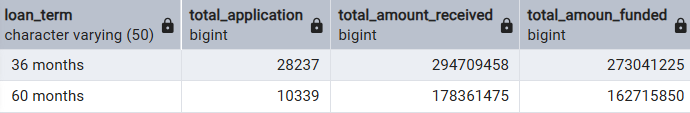 loan_term total_application total_amount_received total_amoun_funded
character varying (50) bigint bigint bigint
36 months 28237 294709458 273041225
60 months 10339 178361475 162715850